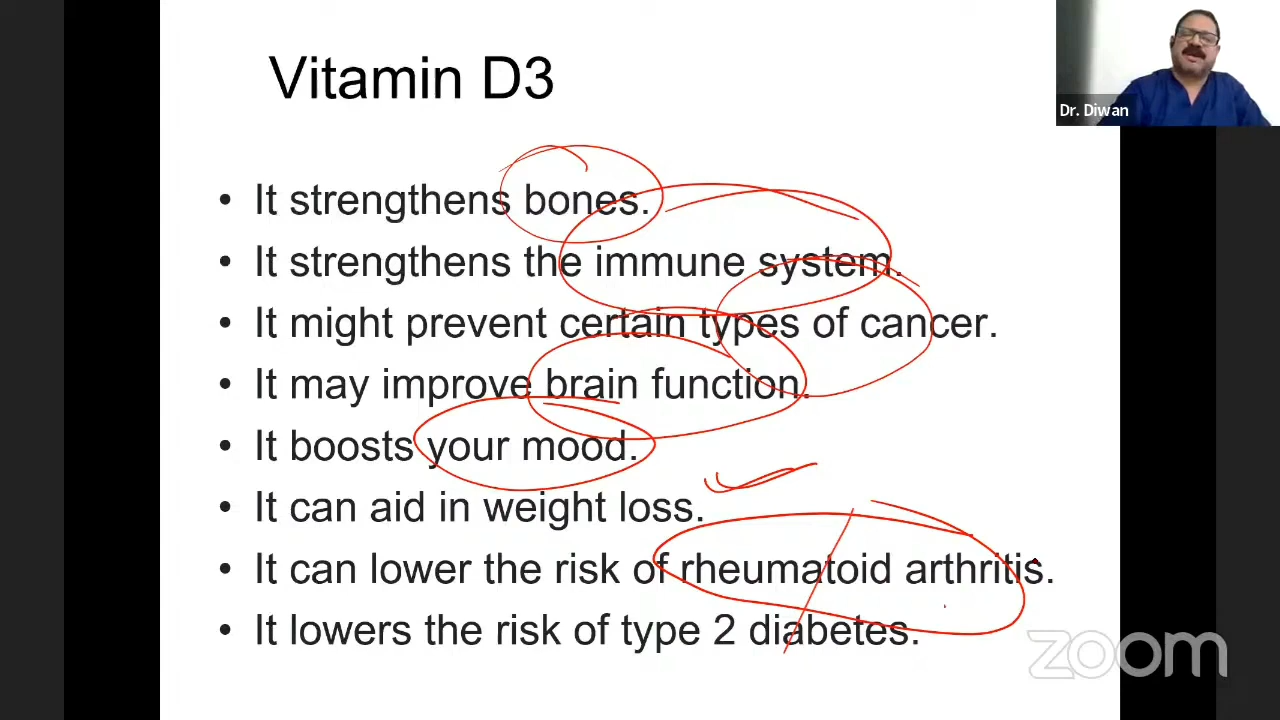 Vitamin D3
Dr. Diwan
• It strengthens bones.
• It strengthens the immune system.
• It might prevent certain types of cancer.
• It may improve brain function.
• It boosts your mood.
• It can aid in weight loss.
• It can lower the risk of rheumatoid arthritis.
• It lowers the risk of type 2 diabetes.
zoom